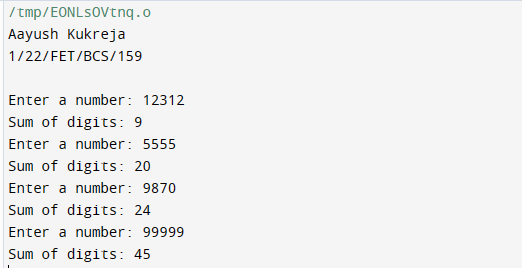 /tmp/EONLsOVtnq.o
Aayush Kukreja
1/22/FET/BCS/159
Enter a number: 12312
Sum of digits: 9
Enter a number: 5555
Sum of digits: 20
Enter a number: 9870
Sum of digits: 24
Enter a number: 99999
Sum of digits: 45